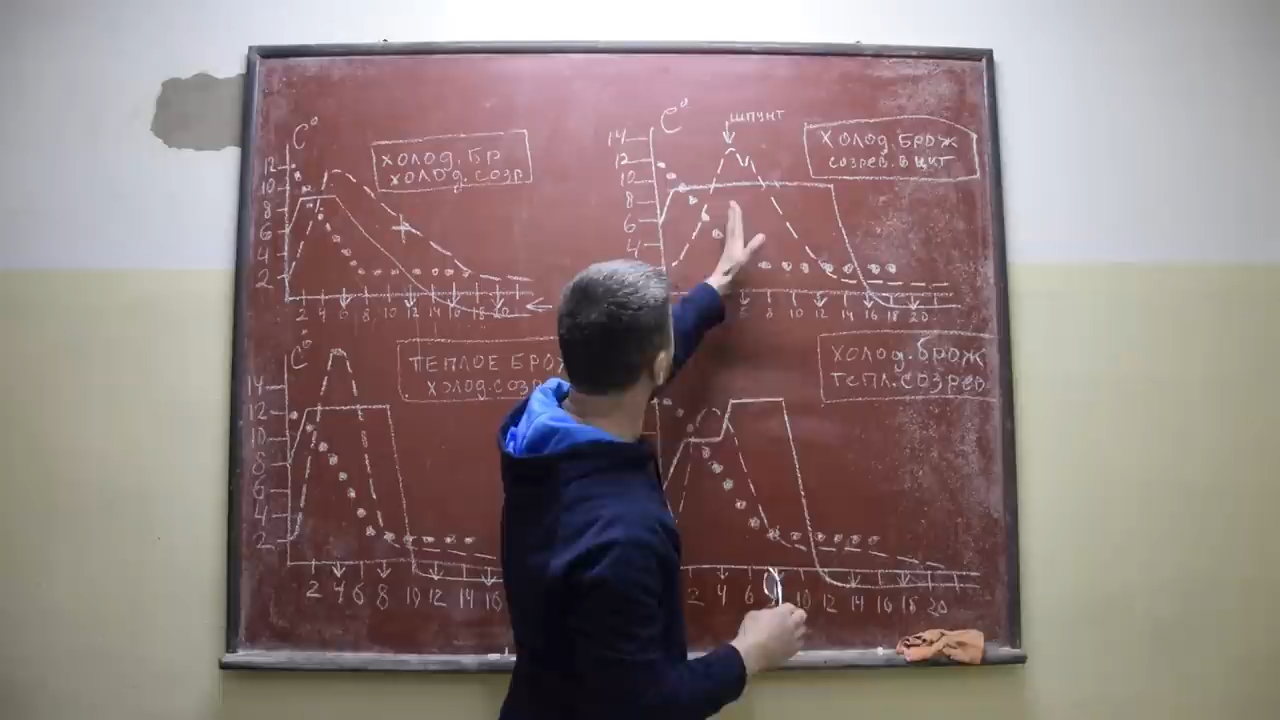 C°
ХОЛОД. БР
ХОЛОД. СОЗР
12
10
8
6
4
2
2 4 6 8 10 12 14 16 18 20
C°
ШПУНТ
ХОЛОД. БРОЖ
СОЗРЕВ. В ЦКТ
14
12
10
8
6
4
6 8 10 12 14 16 18 20
C°
ТЕПЛОЕ БРОЖ
ХОЛОД. СОЗР
14
12
10
8
6
4
2
2 4 6 8 10 12 14 16
ХОЛОД. БРОЖ
ТЕПЛ. СОЗРЕВ
2 4 6 10 12 14 16 18 20